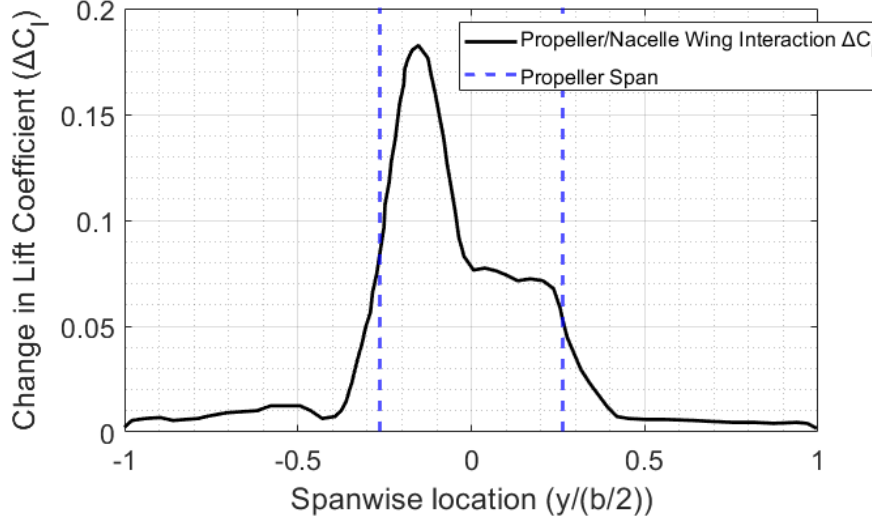 0.2
0.15
0.1
0.05
0
Change in Lift Coefficient (ΔCl)
Propeller/Nacelle Wing Interaction ΔCl
Propeller Span
-1
-0.5
0
0.5
1
Spanwise location (y/(b/2))